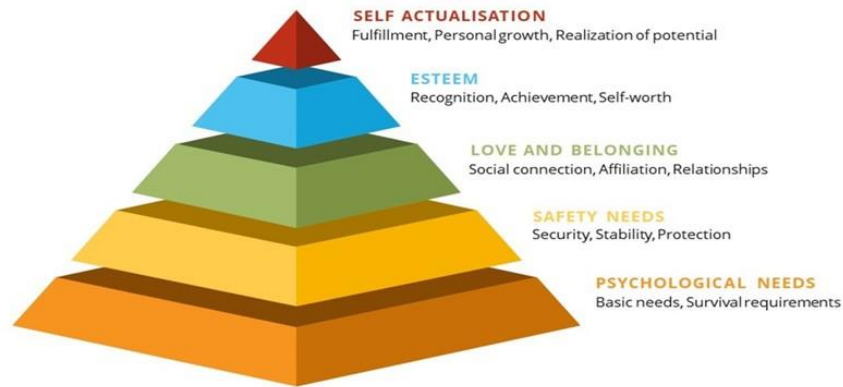 SELF ACTUALISATION
Fulfillment, Personal growth, Realization of potential
ESTEEM
Recognition, Achievement, Self-worth
LOVE AND BELONGING
Social connection, Affiliation, Relationships
SAFETY NEEDS
Security, Stability, Protection
PSYCHOLOGICAL NEEDS
Basic needs, Survival requirements